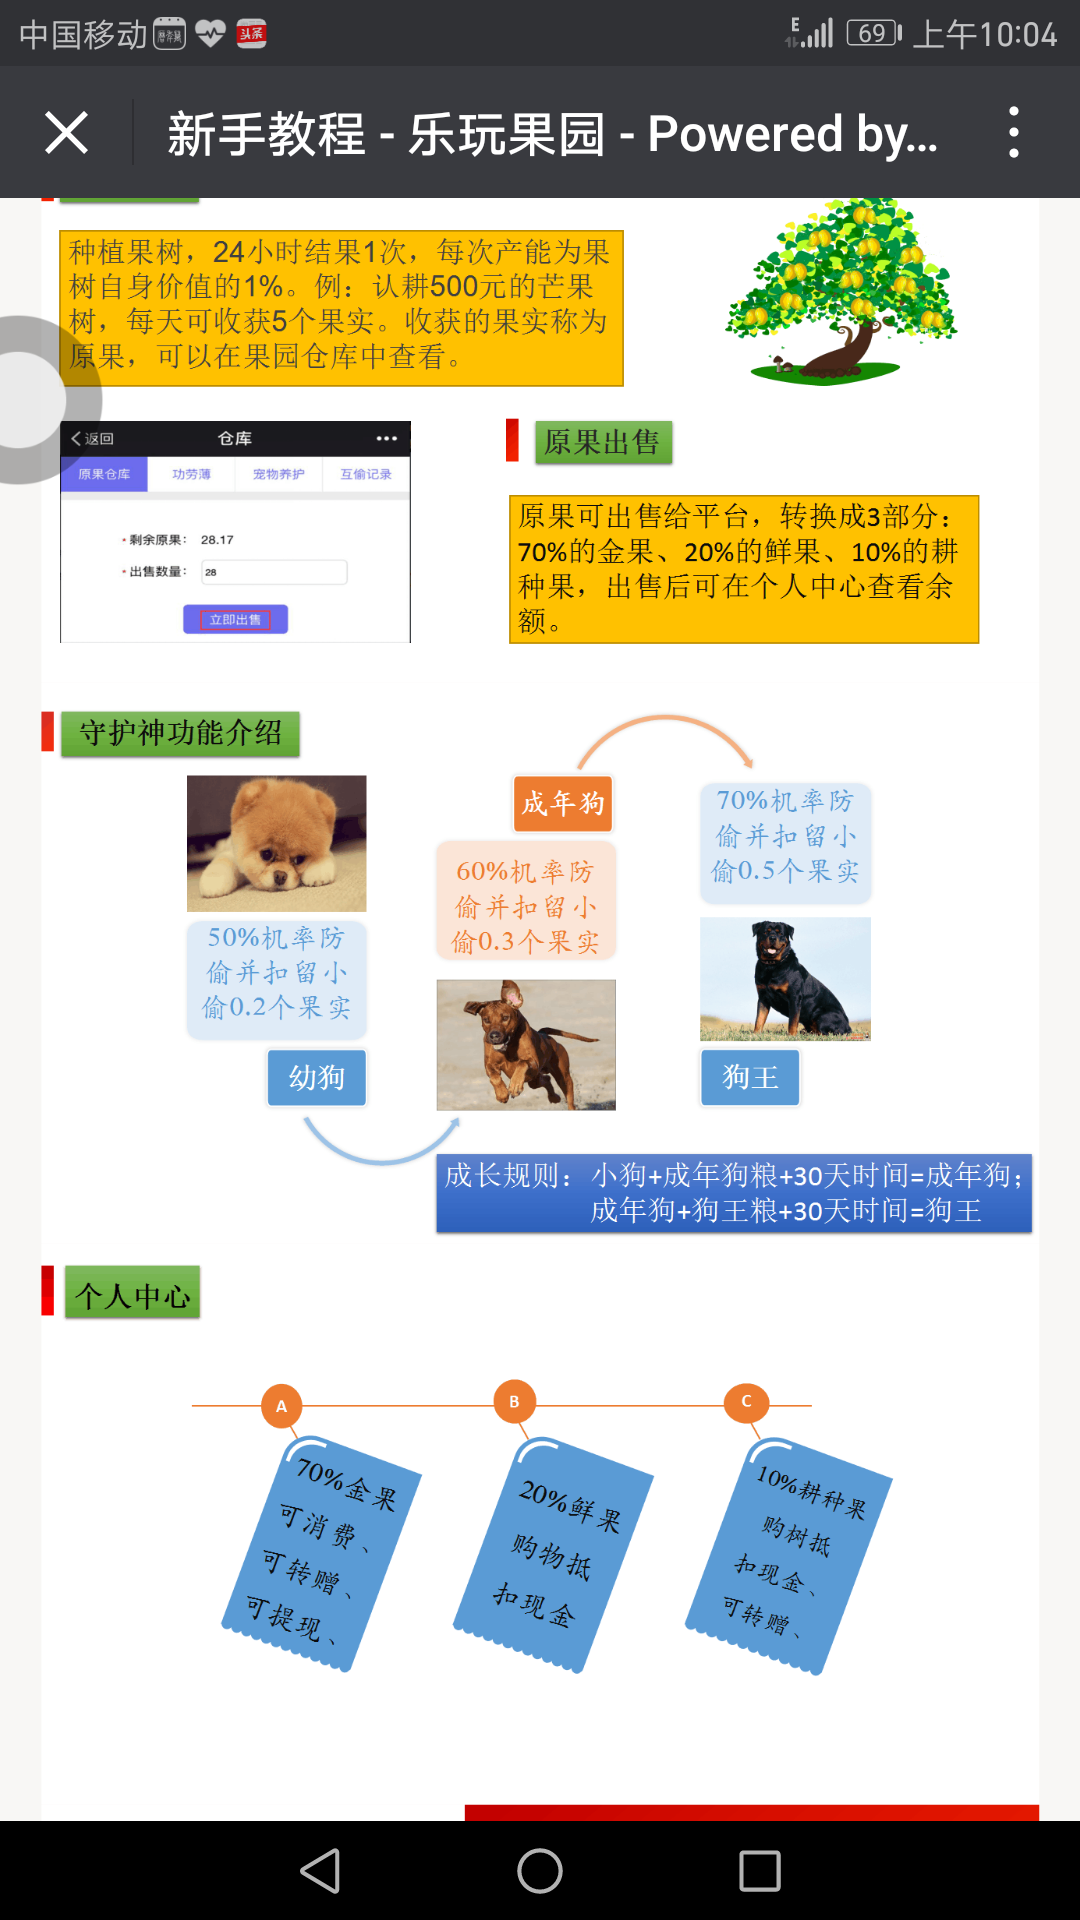 中国移动
头条
E
69
上午10:04
新手教程 - 乐玩果园 - Powered by...
种植果树，24小时结果1次，每次产能为果
树自身价值的1%。例：认耕500元的芒果
树，每天可收获5个果实。收获的果实称为
原果，可以在果园仓库中查看。
返回
仓库
原果仓库
功劳薄
宠物养护
互偷记录
*剩余原果： 28.17
*出售数量： 28
立即出售
原果出售
原果可出售给平台，转换成3部分：
70%的金果、20%的鲜果、10%的耕
种果，出售后可在个人中心查看余
额。
守护神功能介绍
50%机率防
偷并扣留小
偷0.2个果实
幼狗
成年狗
60%机率防
偷并扣留小
偷0.3个果实
70%机率防
偷并扣留小
偷0.5个果实
狗王
成长规则：小狗+成年狗粮+30天时间=成年狗；
成年狗+狗王粮+30天时间=狗王
个人中心
A
70%金果
可消费、
可转赠、
可提现、
B
20%鲜果
购物抵
扣现金
C
10%耕种果
购树抵
扣现金、
可转赠、